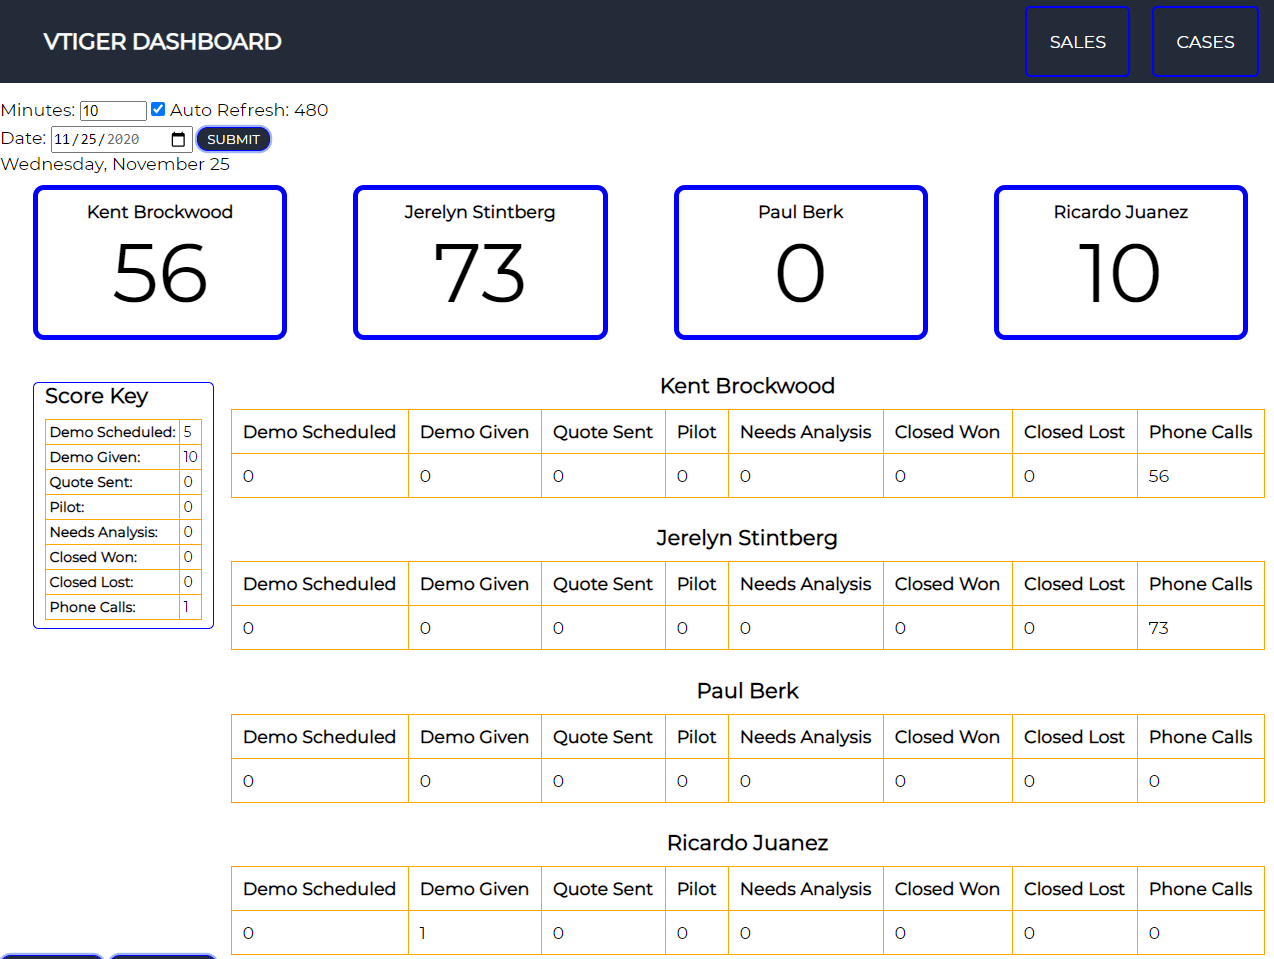 VTIGER DASHBOARD
SALES
CASES
Minutes: 10 Auto Refresh: 480
Date: 11/25/2020 SUBMIT
Wednesday, November 25
Kent Brockwood
56
Jerelyn Stintberg
73
Paul Berk
0
Ricardo Juanez
10
Score Key
Demo Scheduled: 5
Demo Given: 10
Quote Sent: 0
Pilot: 0
Needs Analysis: 0
Closed Won: 0
Closed Lost: 0
Phone Calls: 1
Kent Brockwood
Demo Scheduled Demo Given Quote Sent Pilot Needs Analysis Closed Won Closed Lost Phone Calls
0 0 0 0 0 0 0 56
Jerelyn Stintberg
Demo Scheduled Demo Given Quote Sent Pilot Needs Analysis Closed Won Closed Lost Phone Calls
0 0 0 0 0 0 0 73
Paul Berk
Demo Scheduled Demo Given Quote Sent Pilot Needs Analysis Closed Won Closed Lost Phone Calls
0 0 0 0 0 0 0 0
Ricardo Juanez
Demo Scheduled Demo Given Quote Sent Pilot Needs Analysis Closed Won Closed Lost Phone Calls
0 1 0 0 0 0 0 0